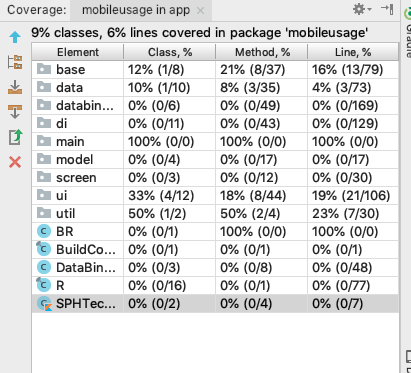 Coverage: mobileusage in app ×
9% classes, 6% lines covered in package 'mobileusage'
Element Class, % Method, % Line, %
base 12% (1/8) 21% (8/37) 16% (13/79)
data 10% (1/10) 8% (3/35) 4% (3/73)
databin... 0% (0/6) 0% (0/49) 0% (0/169)
di 0% (0/11) 0% (0/43) 0% (0/129)
main 100% (0/0) 100% (0/0) 100% (0/0)
model 0% (0/4) 0% (0/17) 0% (0/17)
screen 0% (0/3) 0% (0/12) 0% (0/30)
ui 33% (4/12) 18% (8/44) 19% (21/106)
util 50% (1/2) 50% (2/4) 23% (7/30)
BR 0% (0/1) 100% (0/0) 100% (0/0)
BuildCo... 0% (0/1) 0% (0/1) 0% (0/1)
DataBin... 0% (0/3) 0% (0/8) 0% (0/48)
R 0% (0/16) 0% (0/1) 0% (0/77)
SPHTec... 0% (0/2) 0% (0/4) 0% (0/7)
Gradle